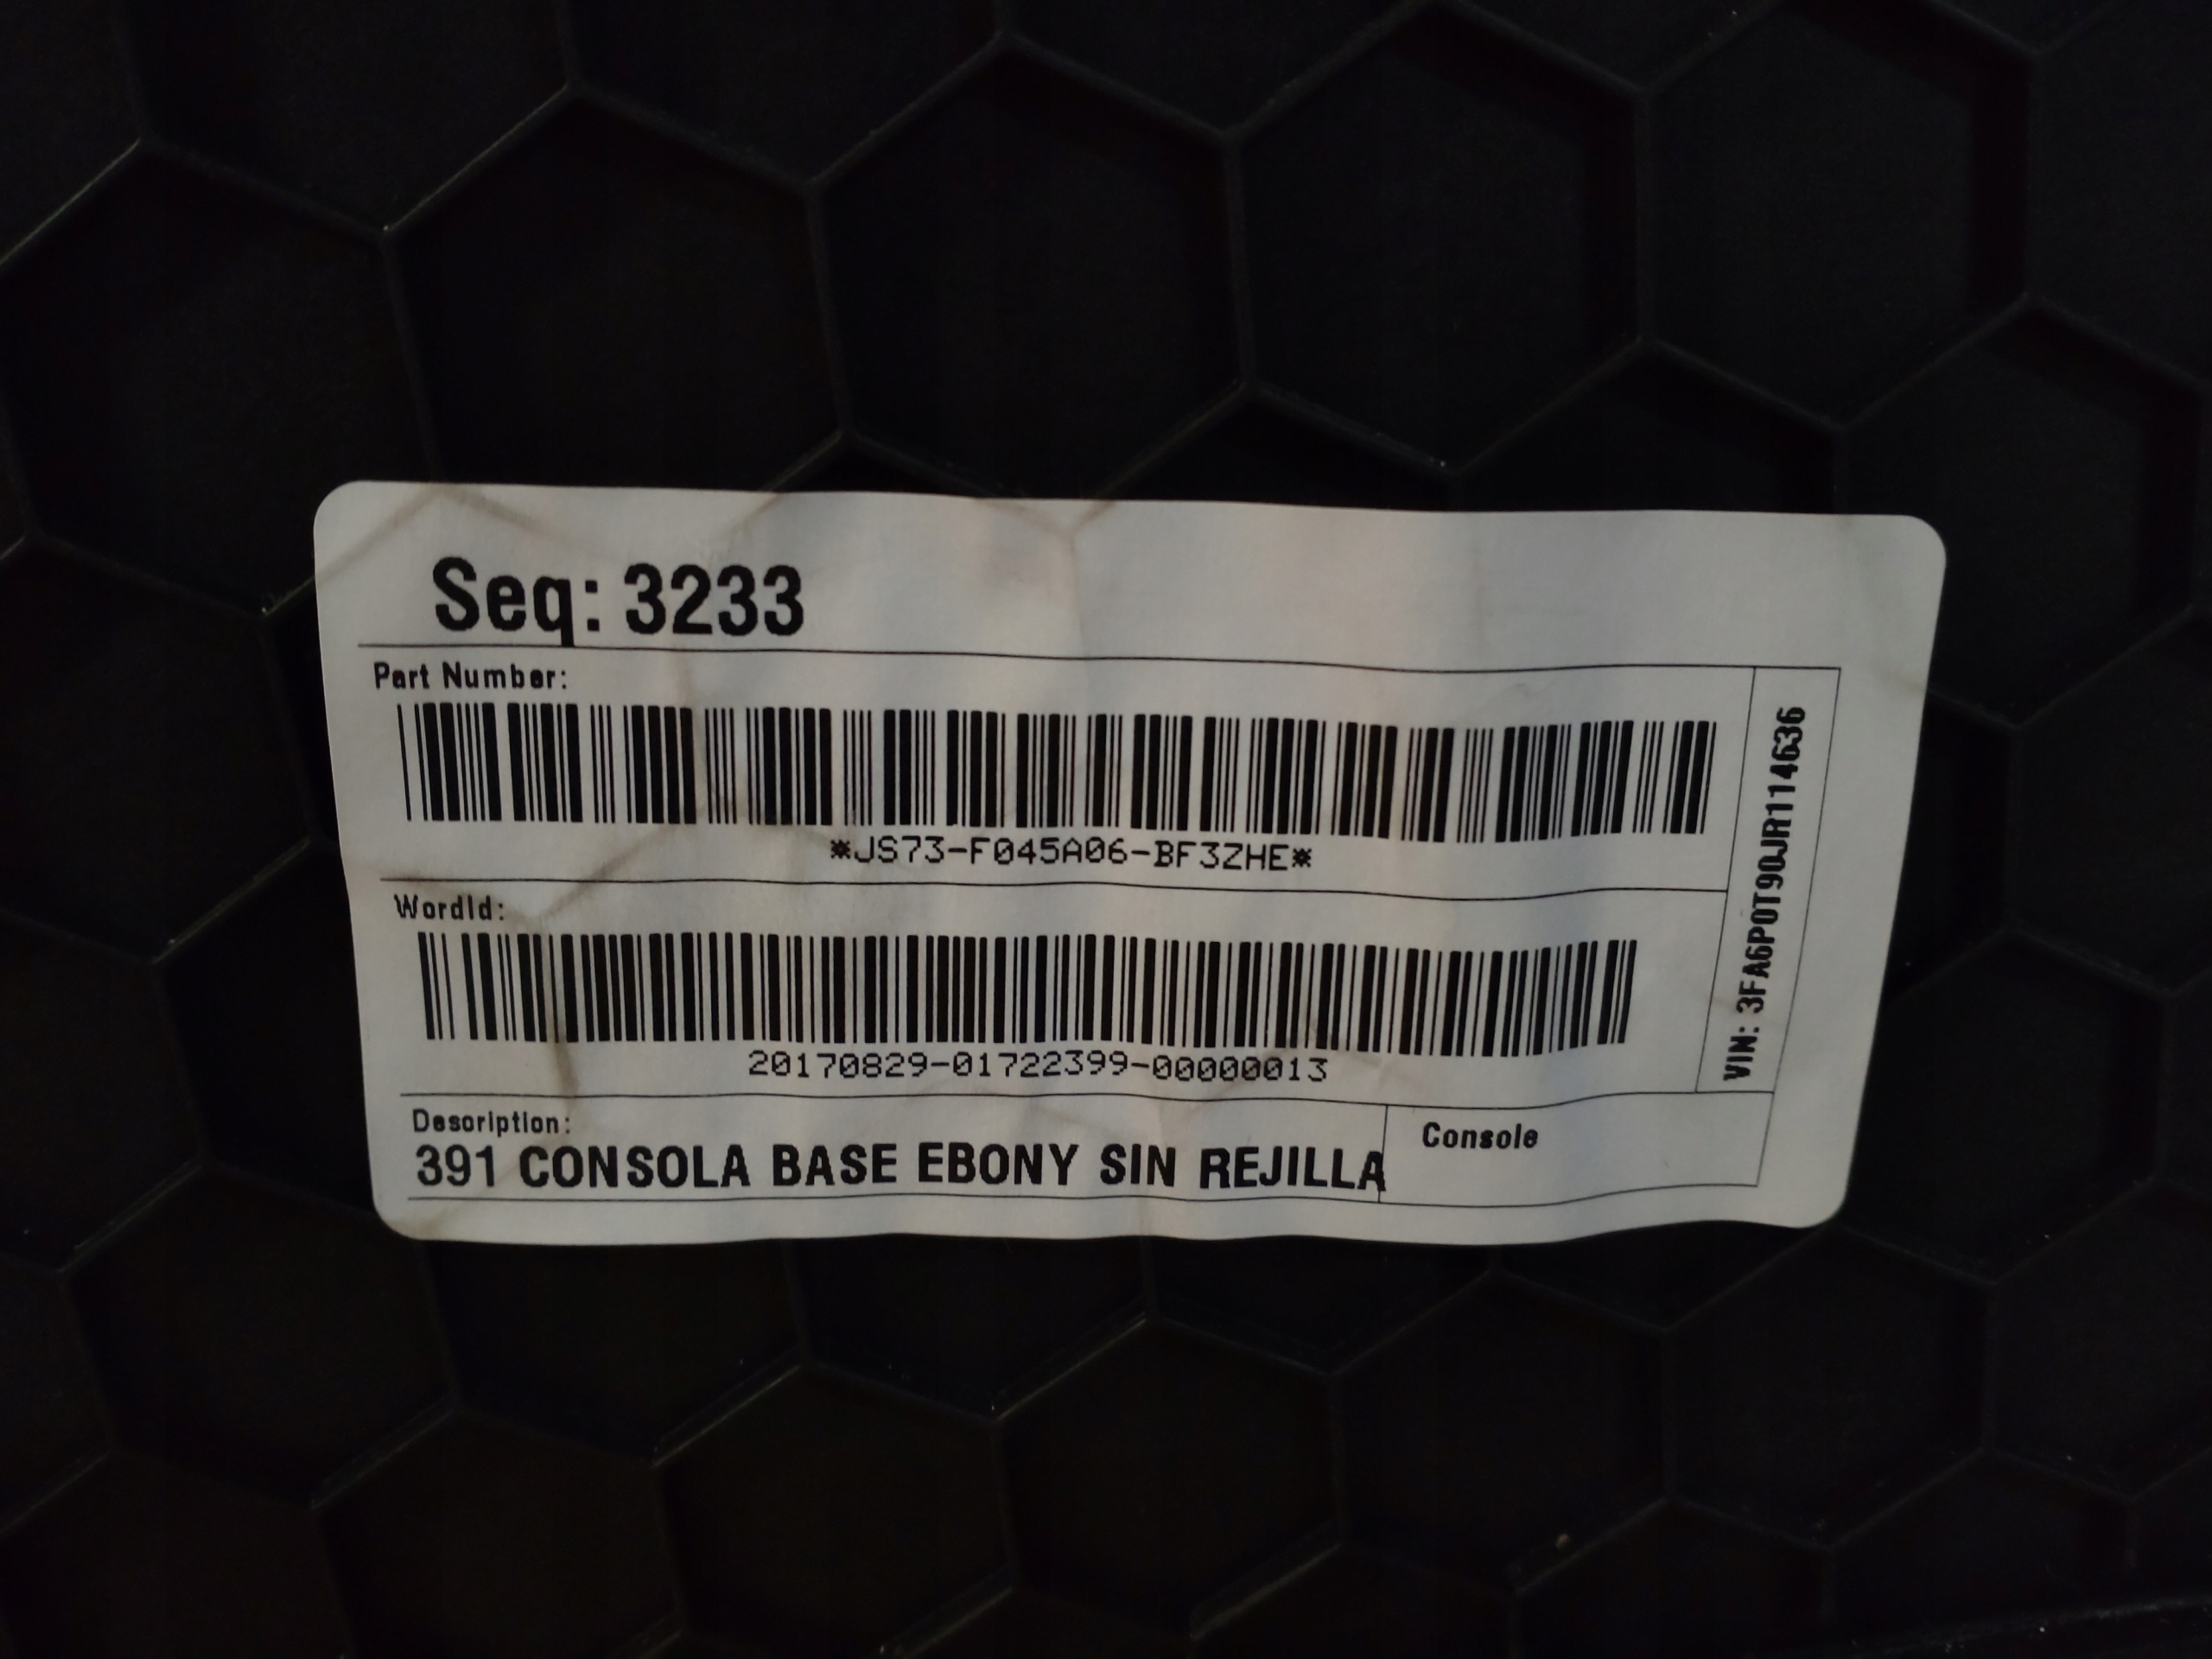 Seq: 3233
Part Number:
*JS73-F045A06-BF3ZHE*
WordId:
20170829-01722399-00000013
VIN: 3FA6P0T90JR114636
Description:
391 CONSOLA BASE EBONY SIN REJILLA
Console